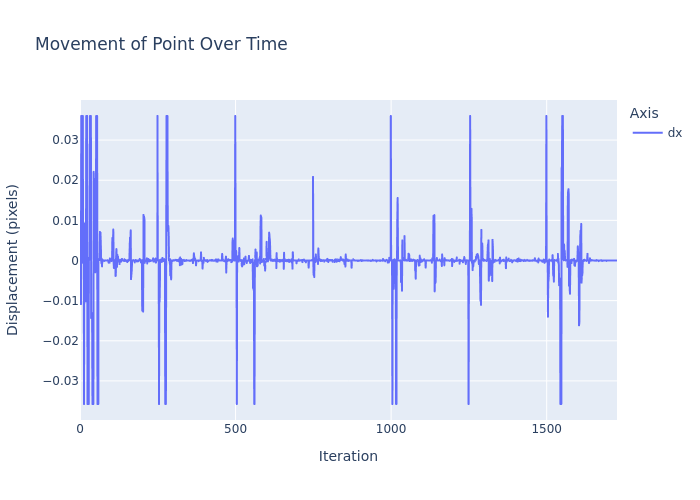 Movement of Point Over Time
Axis
dx
0.03
0.02
0.01
0
−0.01
−0.02
−0.03
0
500
1000
1500
Displacement (pixels)
Iteration